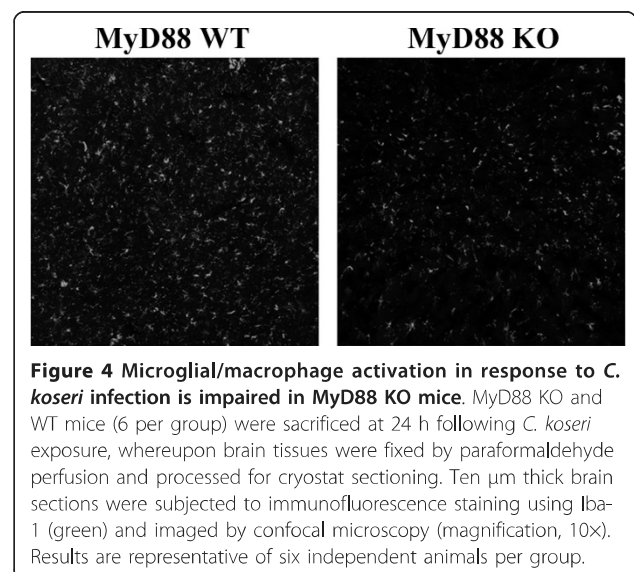 MyD88 WT MyD88 KO
Figure 4 Microglial/macrophage activation in response to C.
koseri infection is impaired in MyD88 KO mice. MyD88 KO and
WT mice (6 per group) were sacrificed at 24 h following C. koseri
exposure, whereupon brain tissues were fixed by paraformaldehyde
perfusion and processed for cryostat sectioning. Ten μm thick brain
sections were subjected to immunofluorescence staining using Iba-
1 (green) and imaged by confocal microscopy (magnification, 10×).
Results are representative of six independent animals per group.